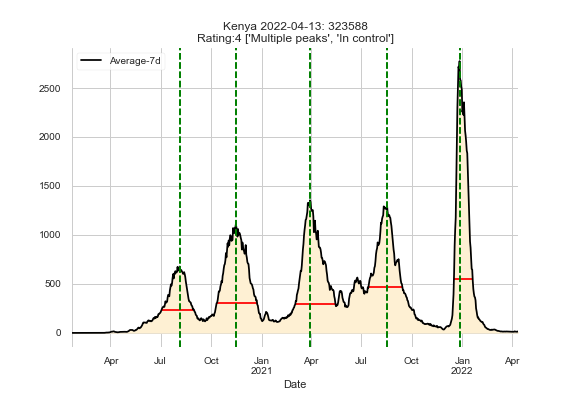 Kenya 2022-04-13: 323588
Rating:4 ['Multiple peaks', 'In control']
Average-7d
2500
2000
1500
1000
500
0
Apr Jul Oct Jan Apr Jul Oct Jan Apr
2021 2022
Date